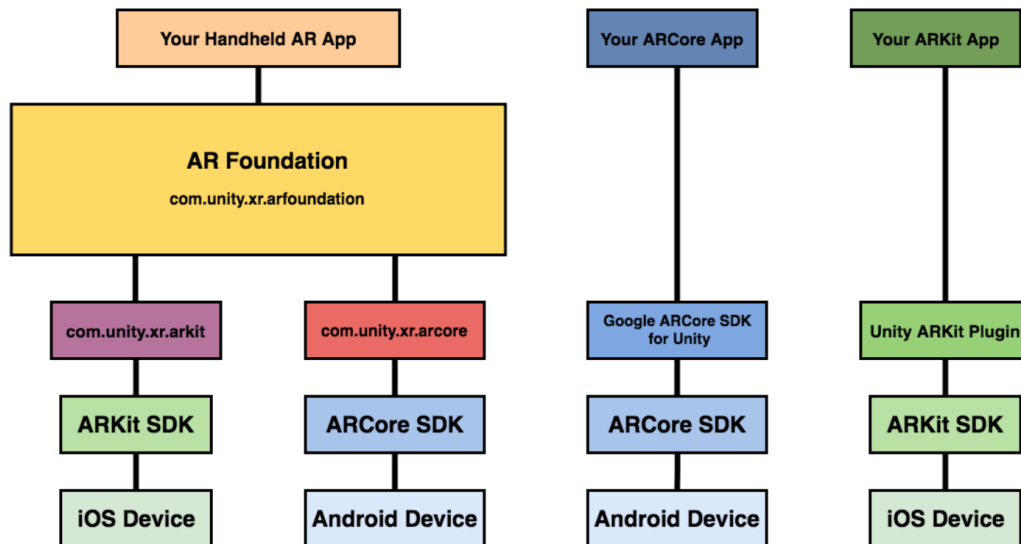 Your Handheld AR App
Your ARCore App
Your ARKit App
AR Foundation
com.unity.xr.arfoundation
com.unity.xr.arkit
com.unity.xr.arcore
Google ARCore SDK
for Unity
Unity ARKit Plugin
ARKit SDK
ARCore SDK
ARCore SDK
ARKit SDK
iOS Device
Android Device
Android Device
iOS Device